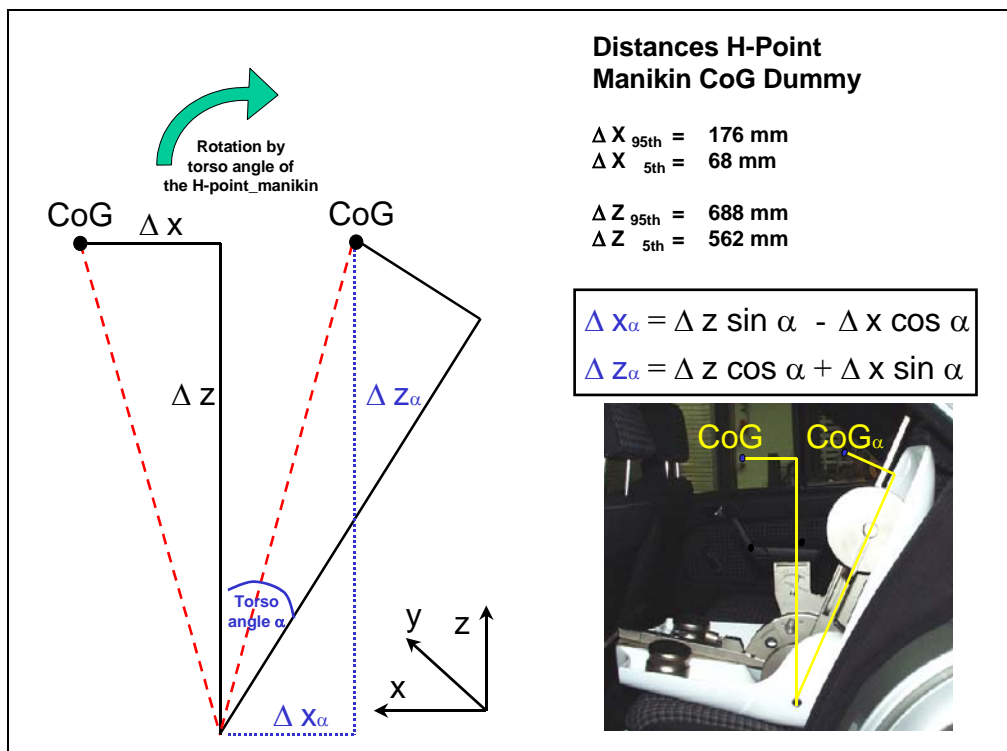 Distances H-Point
Manikin CoG Dummy
Δ X 95th = 176 mm
Δ X 5th = 68 mm
Δ Z 95th = 688 mm
Δ Z 5th = 562 mm
Rotation by
torso angle of
the H-point_manikin
CoG
CoG
Δ x
Δ z
Δ zα
Torso
angle α
Δ xα
y
z
x
Δ xα = Δ z sin α - Δ x cos α
Δ zα = Δ z cos α + Δ x sin α
CoG
CoGα